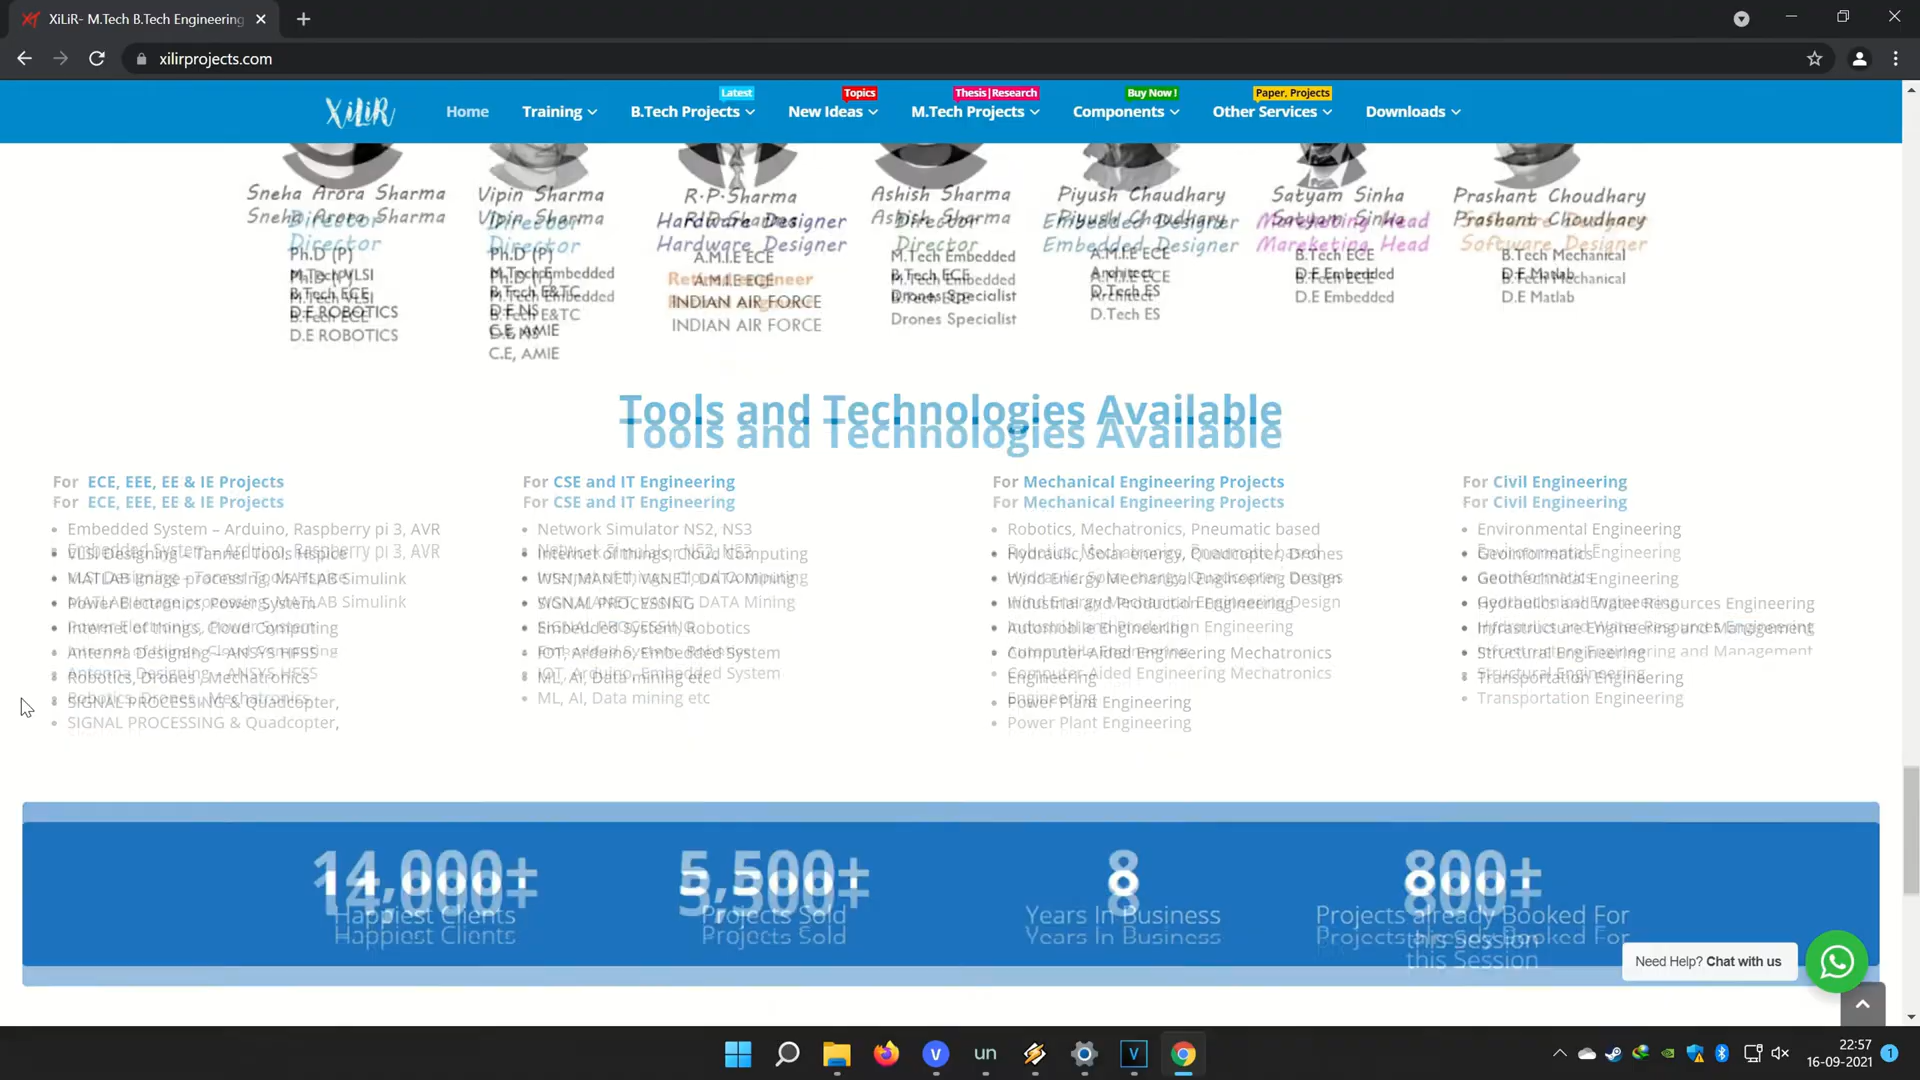 XiLiR- M.Tech B.Tech Engineering
xilirprojects.com
XiLiR
Home
Training
B.Tech Projects
Latest
New Ideas
Topics
M.Tech Projects
Thesis|Research
Components
Buy Now !
Other Services
Paper, Projects
Downloads
Sneha Arora Sharma
Director
Ph.D (P)
M.Tech VLSI
B.Tech ECE
D.E ROBOTICS
Vipin Sharma
Director
Ph.D (P)
M.Tech Embedded
B.Tech E&TC
D.E NS
C.E, AMIE
R.P.Sharma
Hardware Designer
A.M.I.E ECE
Retired Engineer
INDIAN AIR FORCE
Ashish Sharma
Director
M.Tech Embedded
B.Tech ECE
Drones Specialist
Piyush Chaudhary
Embedded Designer
A.M.I.E ECE
Architect
D.Tech ES
Satyam Sinha
Mareketing Head
B.Tech ECE
D.E Embedded
Prashant Choudhary
Software Designer
B.Tech Mechanical
D.E Matlab
Tools and Technologies Available
For ECE, EEE, EE & IE Projects
Embedded System – Arduino, Raspberry pi 3, AVR
VLSI Designing – Tanner Tools Hspice
MATLAB Image processing, MATLAB Simulink
Power Electronics, Power System
Internet of things, Cloud Computing
Antenna Designing – ANSYS HFSS
Robotics, Drones, Mechatronics
SIGNAL PROCESSING & Quadcopter,
For CSE and IT Engineering
Network Simulator NS2, NS3
Internet of things, Cloud Computing
WSN, MANET, VANET, DATA Mining
SIGNAL PROCESSING
Embedded System, Robotics
IOT, Arduino, Embedded System
ML, AI, Data mining etc
For Mechanical Engineering Projects
Robotics, Mechatronics, Pneumatic based
Hydraulic, Solar energy, Quadcopter, Drones
Wind Energy Mechanical Engineering Design
Industrial and Production Engineering
Automobile Engineering
Computer-Aided Engineering Mechatronics
Engineering
Power Plant Engineering
For Civil Engineering
Environmental Engineering
Geoinformatics
Geotechnical Engineering
Hydraulics and Water Resources Engineering
Infrastructure Engineering and Management
Structural Engineering
Transportation Engineering
14,000+
Happiest Clients
5,500+
Projects Sold
8
Years In Business
800+
Projects already Booked For
this Session
Need Help? Chat with us
un
22:57
16-09-2021
1